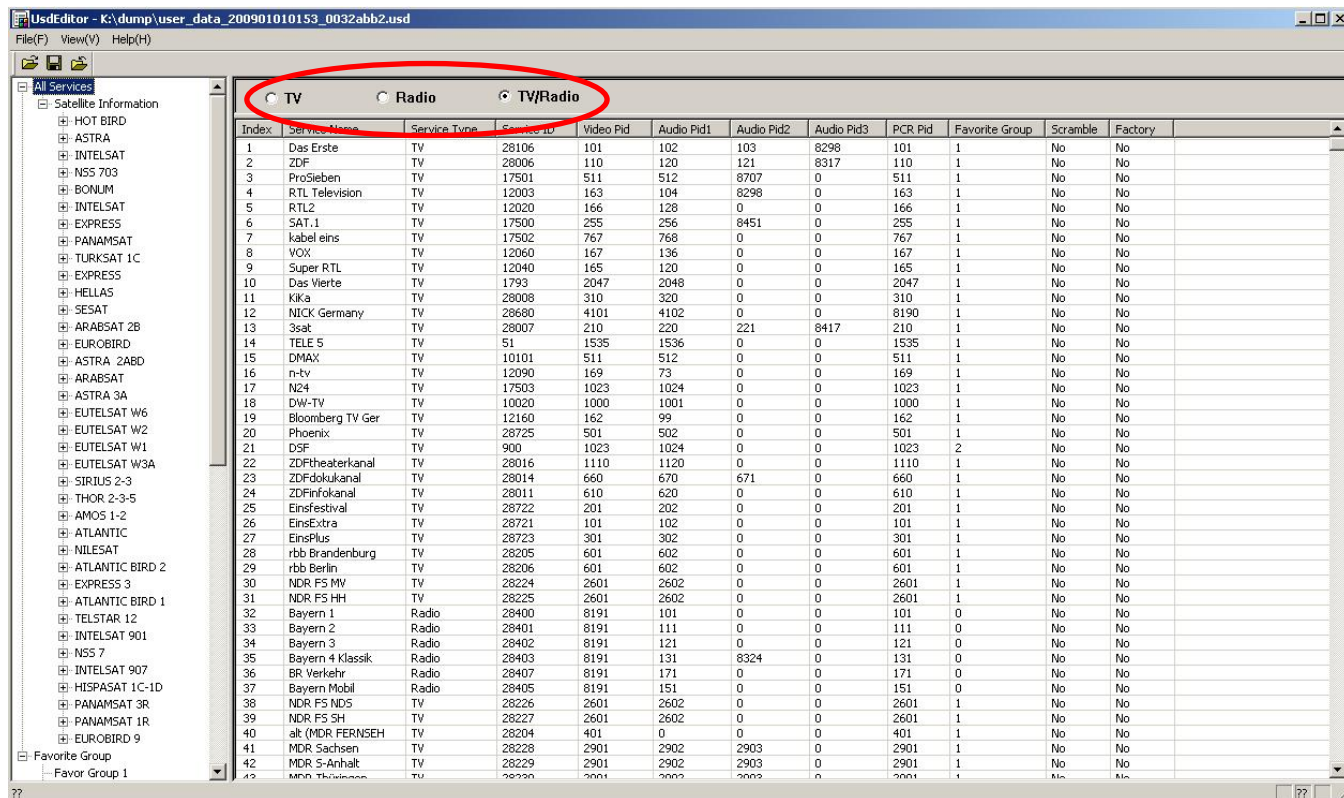 UsdEditor - K:\dump\user_data_200901010153_0032abb2.usd
File(F) View(V) Help(H)
All Services
Satellite Information
HOT BIRD
ASTRA
INTELSAT
NSS 703
BONUM
INTELSAT
EXPRESS
PANAMSAT
TURKSAT 1C
EXPRESS
HELLAS
SESAT
ARABSAT 2B
EUROBIRD
ASTRA 2ABD
ARABSAT
ASTRA 3A
EUTELSAT W6
EUTELSAT W2
EUTELSAT W1
EUTELSAT W3A
SIRIUS 2-3
THOR 2-3-5
AMOS 1-2
ATLANTIC
NILESAT
ATLANTIC BIRD 2
EXPRESS 3
ATLANTIC BIRD 1
TELSTAR 12
INTELSAT 901
NSS 7
INTELSAT 907
HISPASAT 1C-1D
PANAMSAT 3R
PANAMSAT 1R
EUROBIRD 9
Favorite Group
Favor Group 1
TV Radio TV/Radio
Index Service Name Service Type Service ID Video Pid Audio Pid1 Audio Pid2 Audio Pid3 PCR Pid Favorite Group Scramble Factory
1 Das Erste TV 28106 101 102 103 8298 101 1 No No
2 ZDF TV 28006 110 120 121 8317 110 1 No No
3 ProSieben TV 17501 511 512 8707 0 511 1 No No
4 RTL Television TV 12003 163 104 8298 0 163 1 No No
5 RTL2 TV 12020 166 128 0 0 166 1 No No
6 SAT.1 TV 17500 255 256 8451 0 255 1 No No
7 kabel eins TV 17502 767 768 0 0 767 1 No No
8 VOX TV 12060 167 136 0 0 167 1 No No
9 Super RTL TV 12040 165 120 0 0 165 1 No No
10 Das Vierte TV 1793 2047 2048 0 0 2047 1 No No
11 KiKa TV 28008 310 320 0 0 310 1 No No
12 NICK Germany TV 28680 4101 4102 0 0 8190 1 No No
13 3sat TV 28007 210 220 221 8417 210 1 No No
14 TELE 5 TV 51 1535 1536 0 0 1535 1 No No
15 DMAX TV 10101 511 512 0 0 511 1 No No
16 n-tv TV 12090 169 73 0 0 169 1 No No
17 N24 TV 17503 1023 1024 0 0 1023 1 No No
18 DW-TV TV 10020 1000 1001 0 0 1000 1 No No
19 Bloomberg TV Ger TV 12160 162 99 0 0 162 1 No No
20 Phoenix TV 28725 501 502 0 0 501 1 No No
21 DSF TV 900 1023 1024 0 0 1023 2 No No
22 ZDFtheaterkanal TV 28016 1110 1120 0 0 1110 1 No No
23 ZDFdokukanal TV 28014 660 670 671 0 660 1 No No
24 ZDFinfokanal TV 28011 610 620 0 0 610 1 No No
25 Einsfestival TV 28722 201 202 0 0 201 1 No No
26 EinsExtra TV 28721 101 102 0 0 101 1 No No
27 EinsPlus TV 28723 301 302 0 0 301 1 No No
28 rbb Brandenburg TV 28205 601 602 0 0 601 1 No No
29 rbb Berlin TV 28206 601 602 0 0 601 1 No No
30 NDR FS MV TV 28224 2601 2602 0 0 2601 1 No No
31 NDR FS HH TV 28225 2601 2602 0 0 2601 1 No No
32 Bayern 1 Radio 28400 8191 101 0 0 101 0 No No
33 Bayern 2 Radio 28401 8191 111 0 0 111 0 No No
34 Bayern 3 Radio 28402 8191 121 0 0 121 0 No No
35 Bayern 4 Klassik Radio 28403 8191 131 8324 0 131 0 No No
36 BR Verkehr Radio 28407 8191 171 0 0 171 0 No No
37 Bayern Mobil Radio 28405 8191 151 0 0 151 0 No No
38 NDR FS NDS TV 28226 2601 2602 0 0 2601 1 No No
39 NDR FS SH TV 28227 2601 2602 0 0 2601 1 No No
40 alt (MDR FERNSEH TV 28204 401 0 0 0 401 1 No No
41 MDR Sachsen TV 28228 2901 2902 2903 0 2901 1 No No
42 MDR S-Anhalt TV 28229 2901 2902 2903 0 2901 1 No No
?? ??